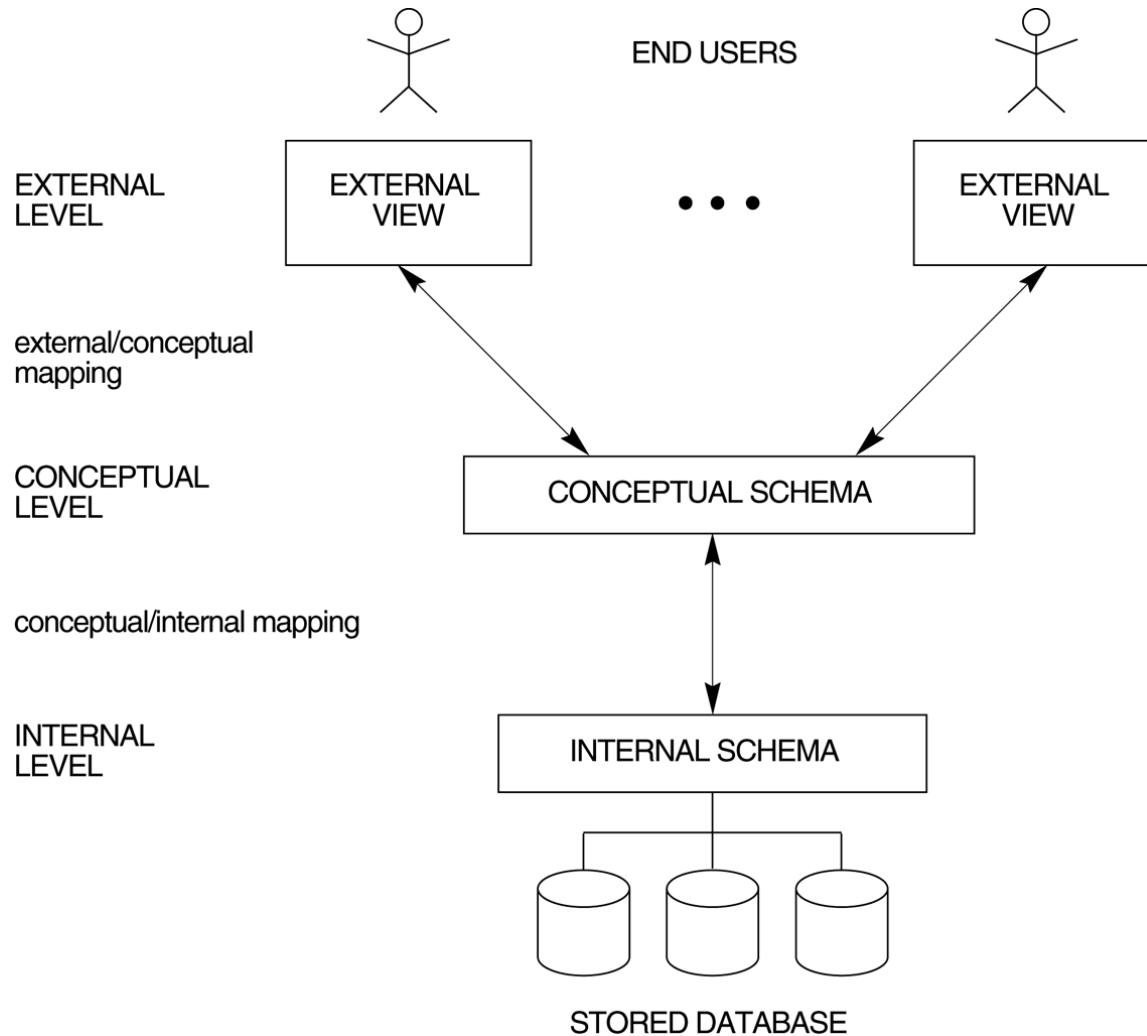 END USERS
EXTERNAL
LEVEL
EXTERNAL
VIEW
EXTERNAL
VIEW
external/conceptual
mapping
CONCEPTUAL
LEVEL
CONCEPTUAL SCHEMA
conceptual/internal mapping
INTERNAL
LEVEL
INTERNAL SCHEMA
STORED DATABASE